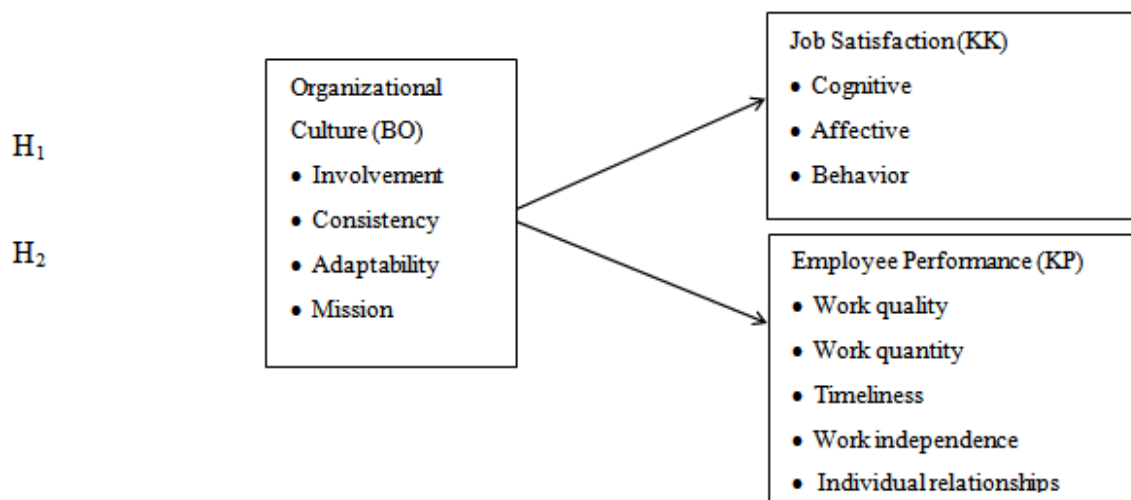 H1
H2
Organizational
Culture (BO)
• Involvement
• Consistency
• Adaptability
• Mission
Job Satisfaction (KK)
• Cognitive
• Affective
• Behavior
Employee Performance (KP)
• Work quality
• Work quantity
• Timeliness
• Work independence
• Individual relationships